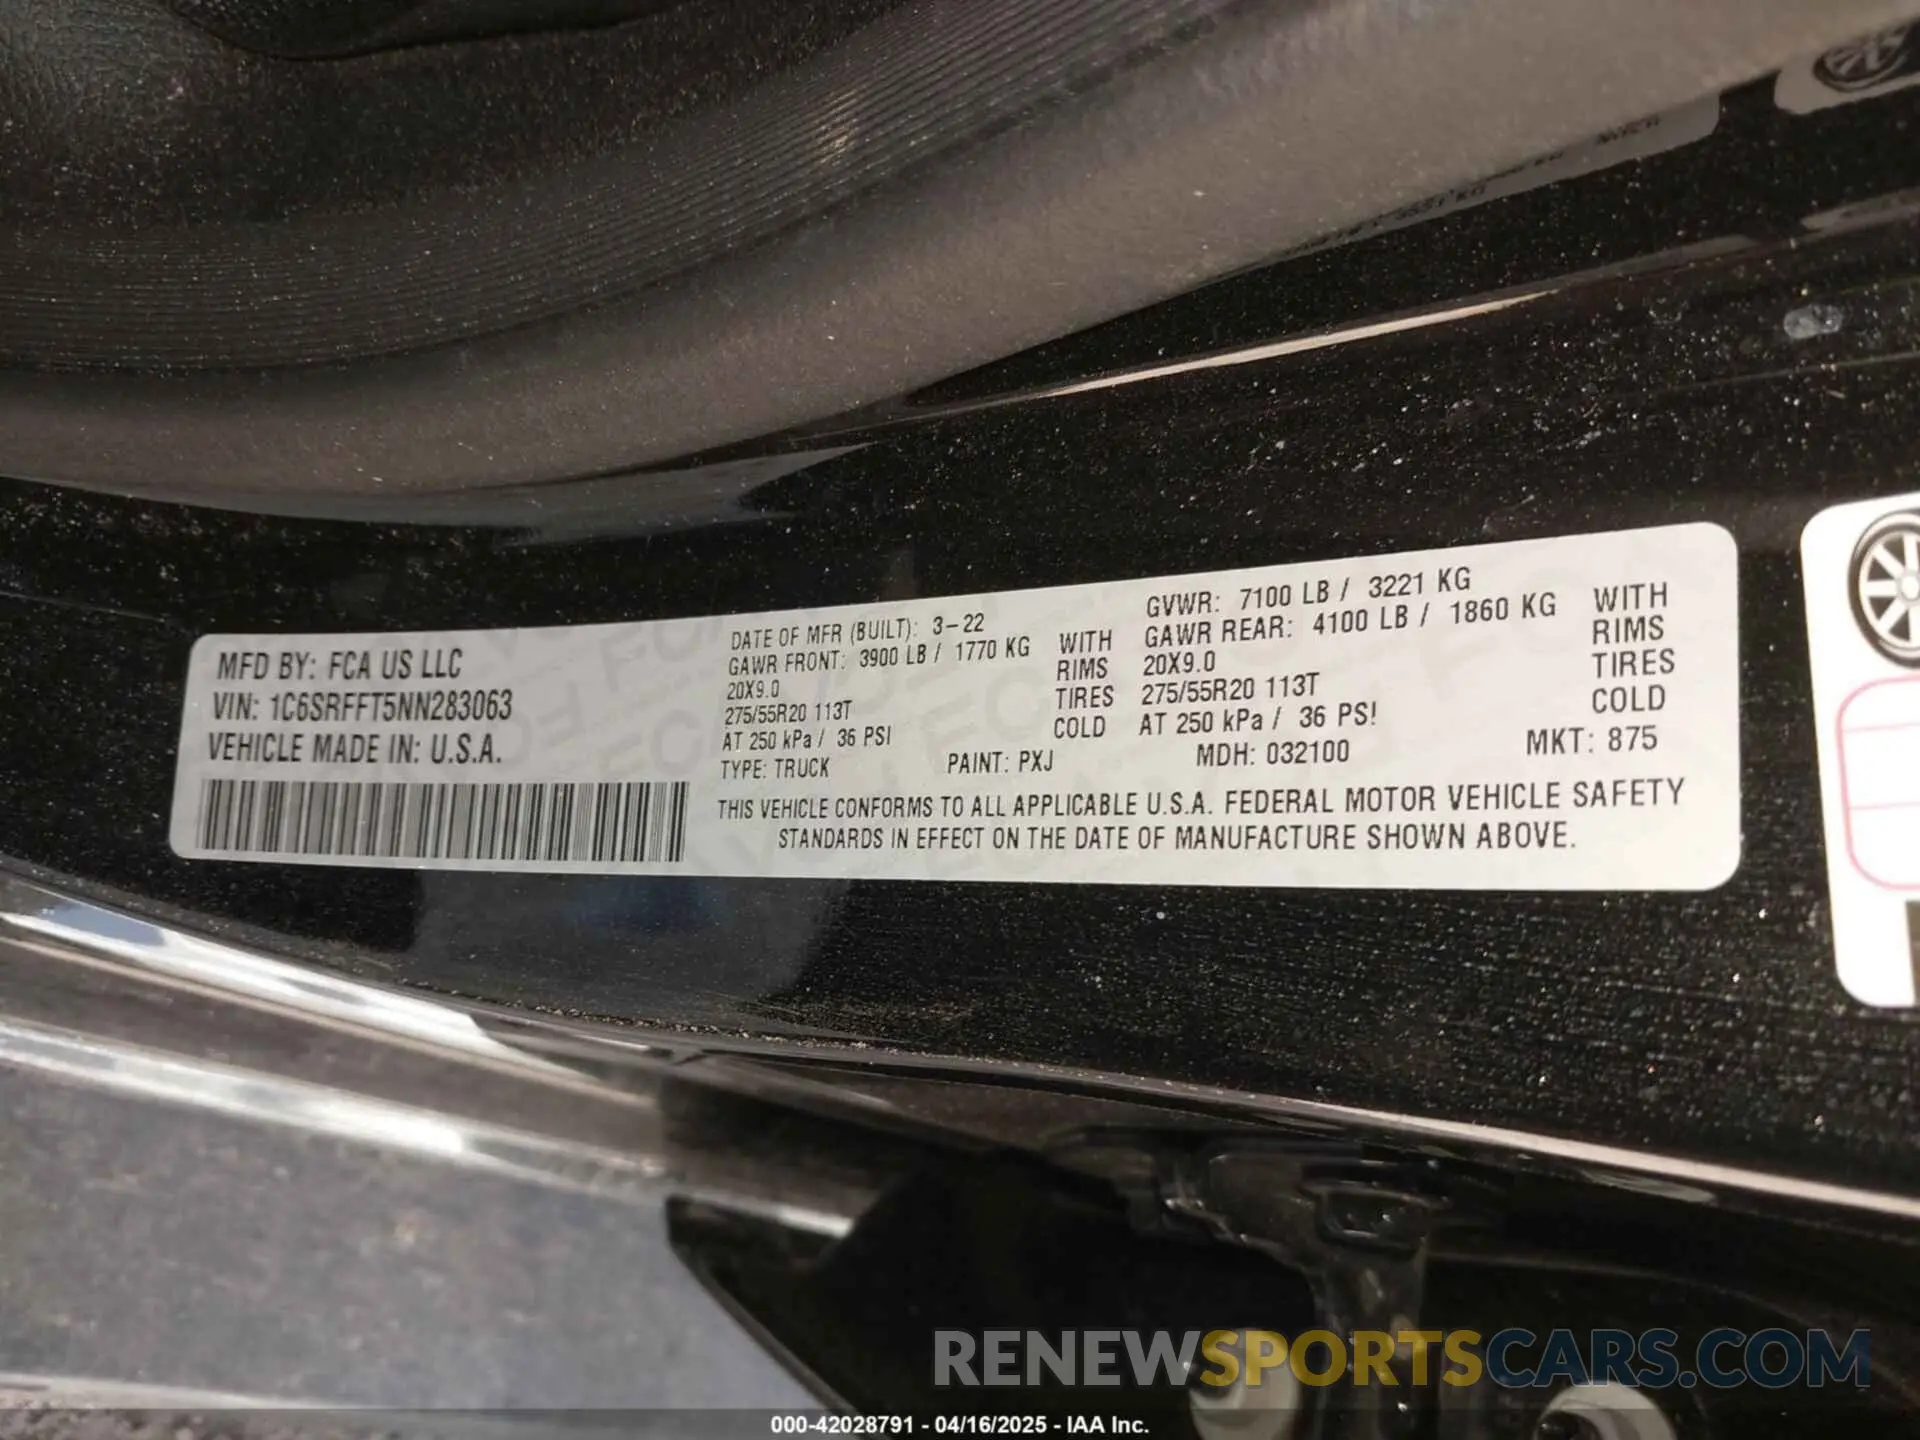 MFD BY: FCA US LLC
VIN: 1C6SRFFT5NN283063
VEHICLE MADE IN: U.S.A.
DATE OF MFR (BUILT): 3-22
GAWR FRONT: 3900 LB / 1770 KG WITH
20X9.0 RIMS
275/55R20 113T TIRES
AT 250 kPa / 36 PSI COLD
GVWR: 7100 LB / 3221 KG
GAWR REAR: 4100 LB / 1860 KG WITH
20X9.0 RIMS
275/55R20 113T TIRES
AT 250 kPa / 36 PSI COLD
TYPE: TRUCK PAINT: PXJ MDH: 032100 MKT: 875
THIS VEHICLE CONFORMS TO ALL APPLICABLE U.S.A. FEDERAL MOTOR VEHICLE SAFETY
STANDARDS IN EFFECT ON THE DATE OF MANUFACTURE SHOWN ABOVE.
RENEWSPORTSCARS.COM
000-42028791 - 04/16/2025 - IAA Inc.